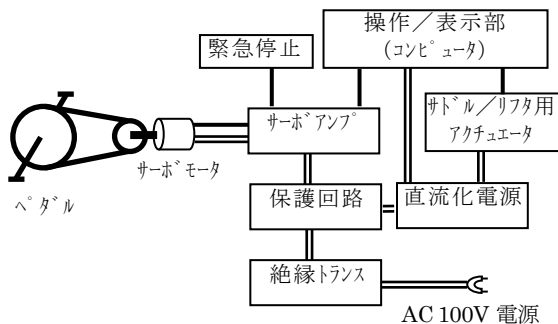 操作／表示部
(ｺﾝﾋﾟｭｰﾀ)
緊急停止
ｻｰﾎﾞｱﾝﾌﾟ
ｻﾄﾞﾙ／ﾘﾌﾀ用
ｱｸﾁｭｴｰﾀ
ｻｰﾎﾞﾓｰﾀ
ﾍﾟﾀﾞﾙ
保護回路
直流化電源
絶縁ﾄﾗﾝｽ
AC 100V 電源